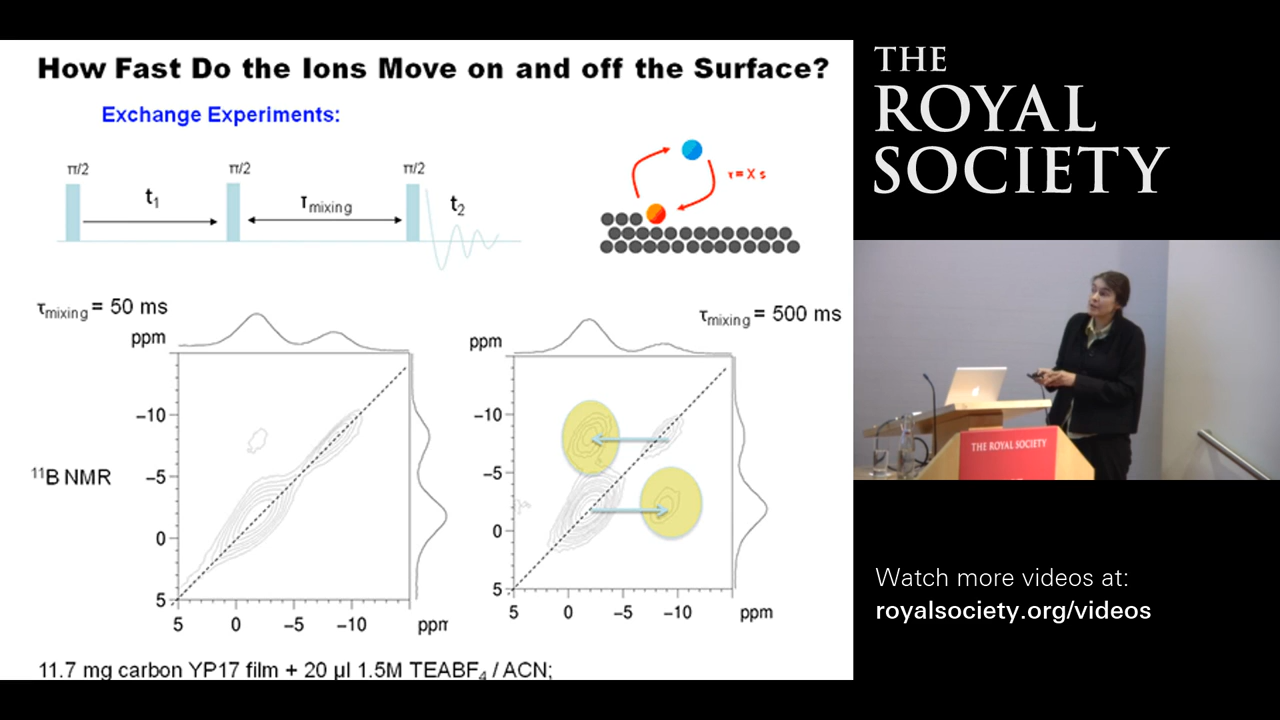 How Fast Do the Ions Move on and off the Surface?
Exchange Experiments:
π/2
π/2
π/2
t₁
τmixing
t₂
τ = X s
τmixing = 50 ms
τmixing = 500 ms
ppm
ppm
−10
−5
0
5
¹¹B NMR
5
0
−5
−10
ppm
−10
−5
0
5
5
0
−5
−10
ppm
11.7 mg carbon YP17 film + 20 µl 1.5M TEABF₄ / ACN;
THE
ROYAL
SOCIETY
THE ROYAL SOCIETY
Watch more videos at:
royalsociety.org/videos